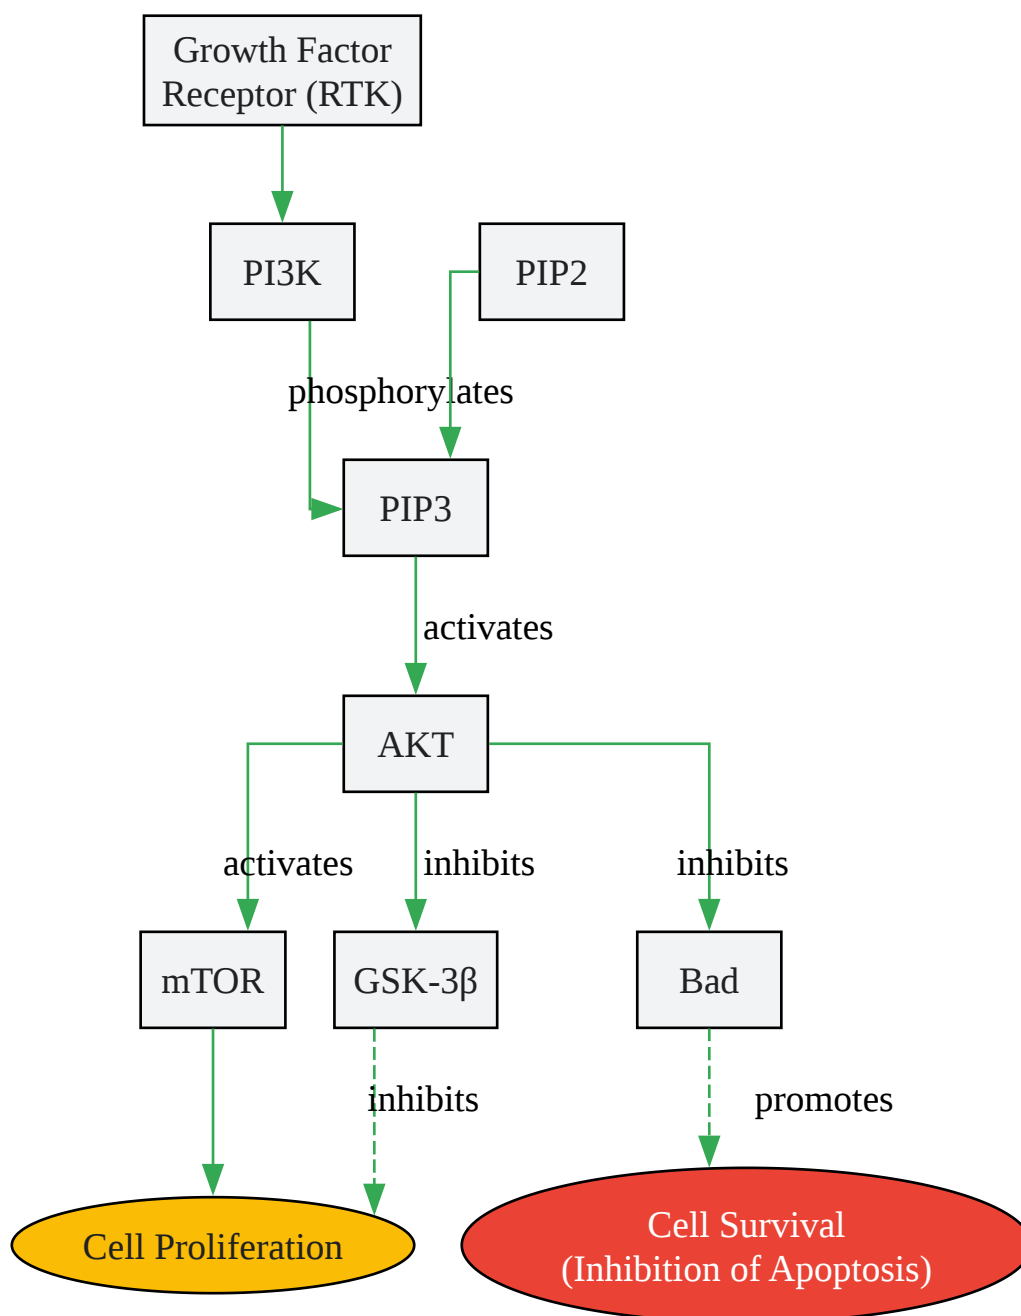 Growth Factor
Receptor (RTK)
PI3K
PIP2
phosphorylates
PIP3
activates
AKT
activates
inhibits
inhibits
mTOR
GSK-3β
Bad
inhibits
promotes
Cell Proliferation
Cell Survival
(Inhibition of Apoptosis)